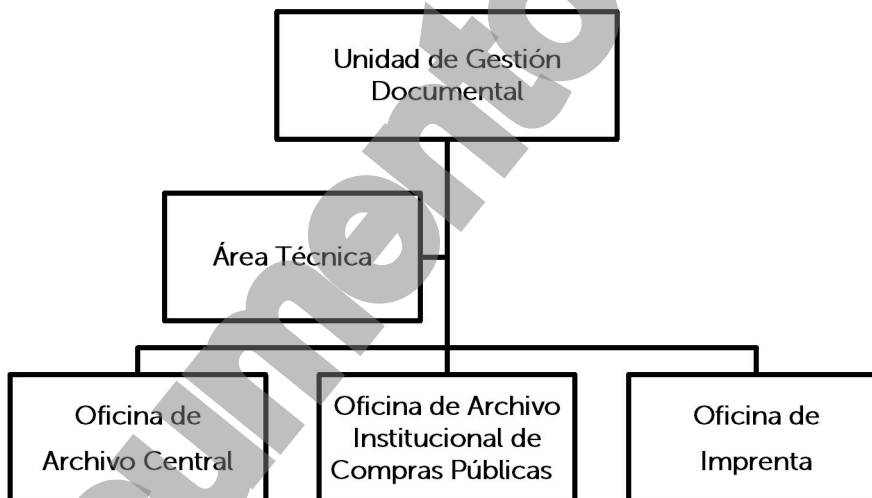 Unidad de Gestión
Documental
Área Técnica
Oficina de
Archivo Central
Oficina de Archivo
Institucional de
Compras Públicas
Oficina de
Imprenta
umento